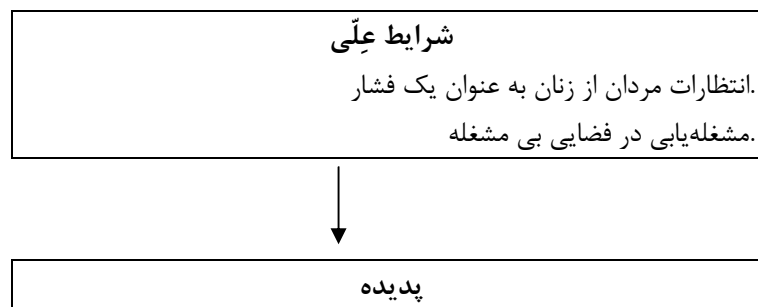 شرایط عِلّی
.انتظارات مردان از زنان به عنوان یک فشار
.مشغله‌یابی در فضایی بی مشغله
پدیده